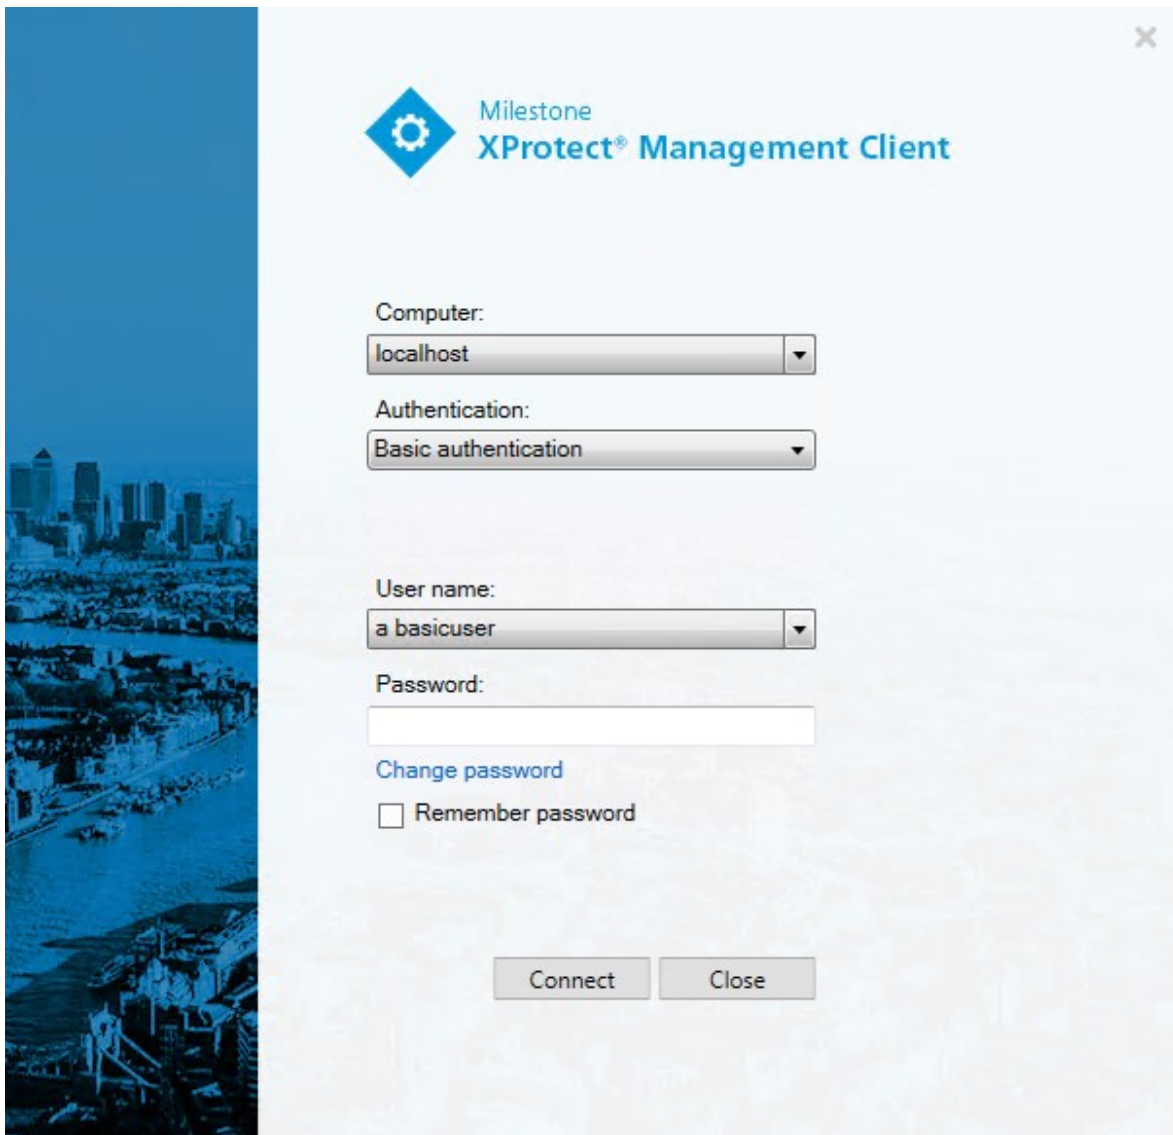 Milestone
XProtect® Management Client
Computer:
localhost
Authentication:
Basic authentication
User name:
a basicuser
Password:
Change password
Remember password
Connect Close